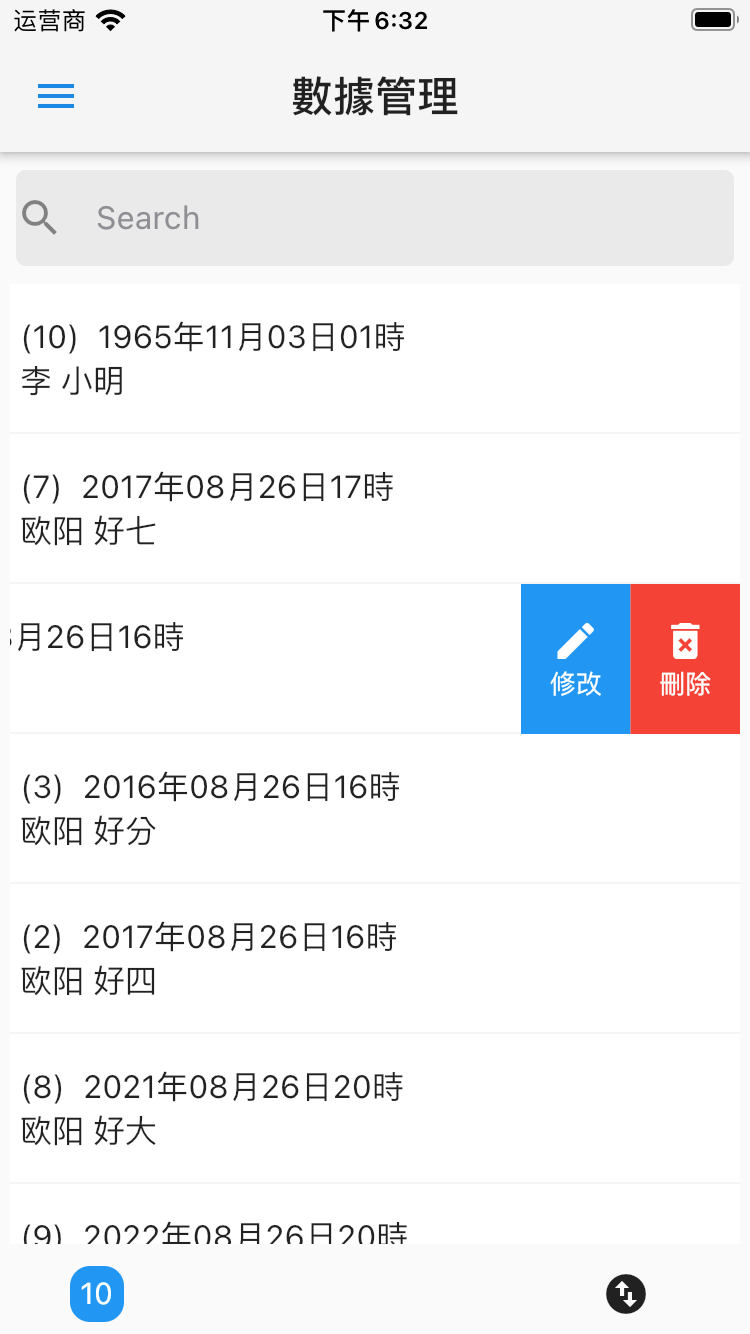 运营商
下午6:32
數據管理
Search
(10) 1965年11月03日01時
李 小明
(7) 2017年08月26日17時
欧阳 好七
月26日16時
修改
刪除
(3) 2016年08月26日16時
欧阳 好分
(2) 2017年08月26日16時
欧阳 好四
(8) 2021年08月26日20時
欧阳 好大
(9) 2022年08月26日20時
10